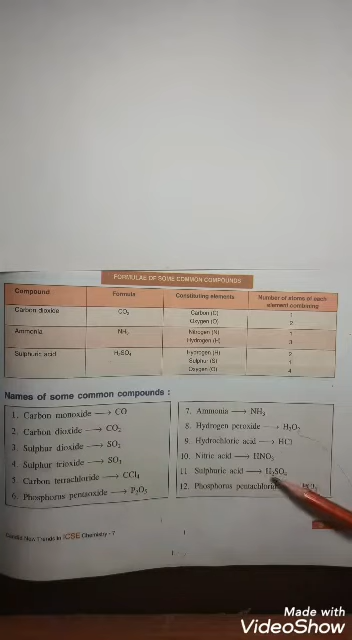 FORMULAE OF SOME COMMON COMPOUNDS
Compound Formula Constituting elements Number of atoms of each element combining
Carbon dioxide CO₂ Carbon (C) 1
Oxygen (O) 2
Ammonia NH₃ Nitrogen (N) 1
Hydrogen (H) 3
Sulphuric acid H₂SO₄ Hydrogen (H) 2
Sulphur (S) 1
Oxygen (O) 4
Names of some common compounds :
1. Carbon monoxide → CO
2. Carbon dioxide → CO₂
3. Sulphur dioxide → SO₂
4. Sulphur trioxide → SO₃
5. Carbon tetrachloride → CCl₄
6. Phosphorus pentaoxide → P₂O₅
7. Ammonia → NH₃
8. Hydrogen peroxide → H₂O₂
9. Hydrochloric acid → HCl
10. Nitric acid → HNO₃
11. Sulphuric acid → H₂SO₄
12. Phosphorus
New Trends in ICSE Chemistry - 7
Made with
VideoShow